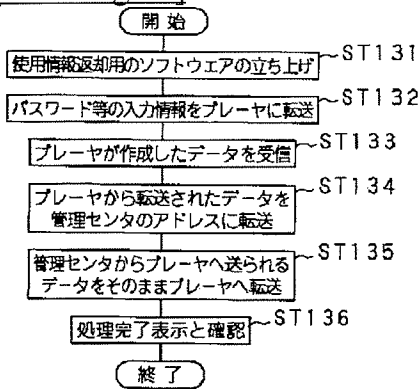 開始
使用情報返却用のソフトウェアの立ち上げ
ST131
パスワード等の入力情報をプレーヤに転送
ST132
プレーヤが作成したデータを受信
ST133
プレーヤから転送されたデータを
管理センタのアドレスに転送
ST134
管理センタからプレーヤへ送られる
データをそのままプレーヤへ転送
ST135
処理完了表示と確認
ST136
終了